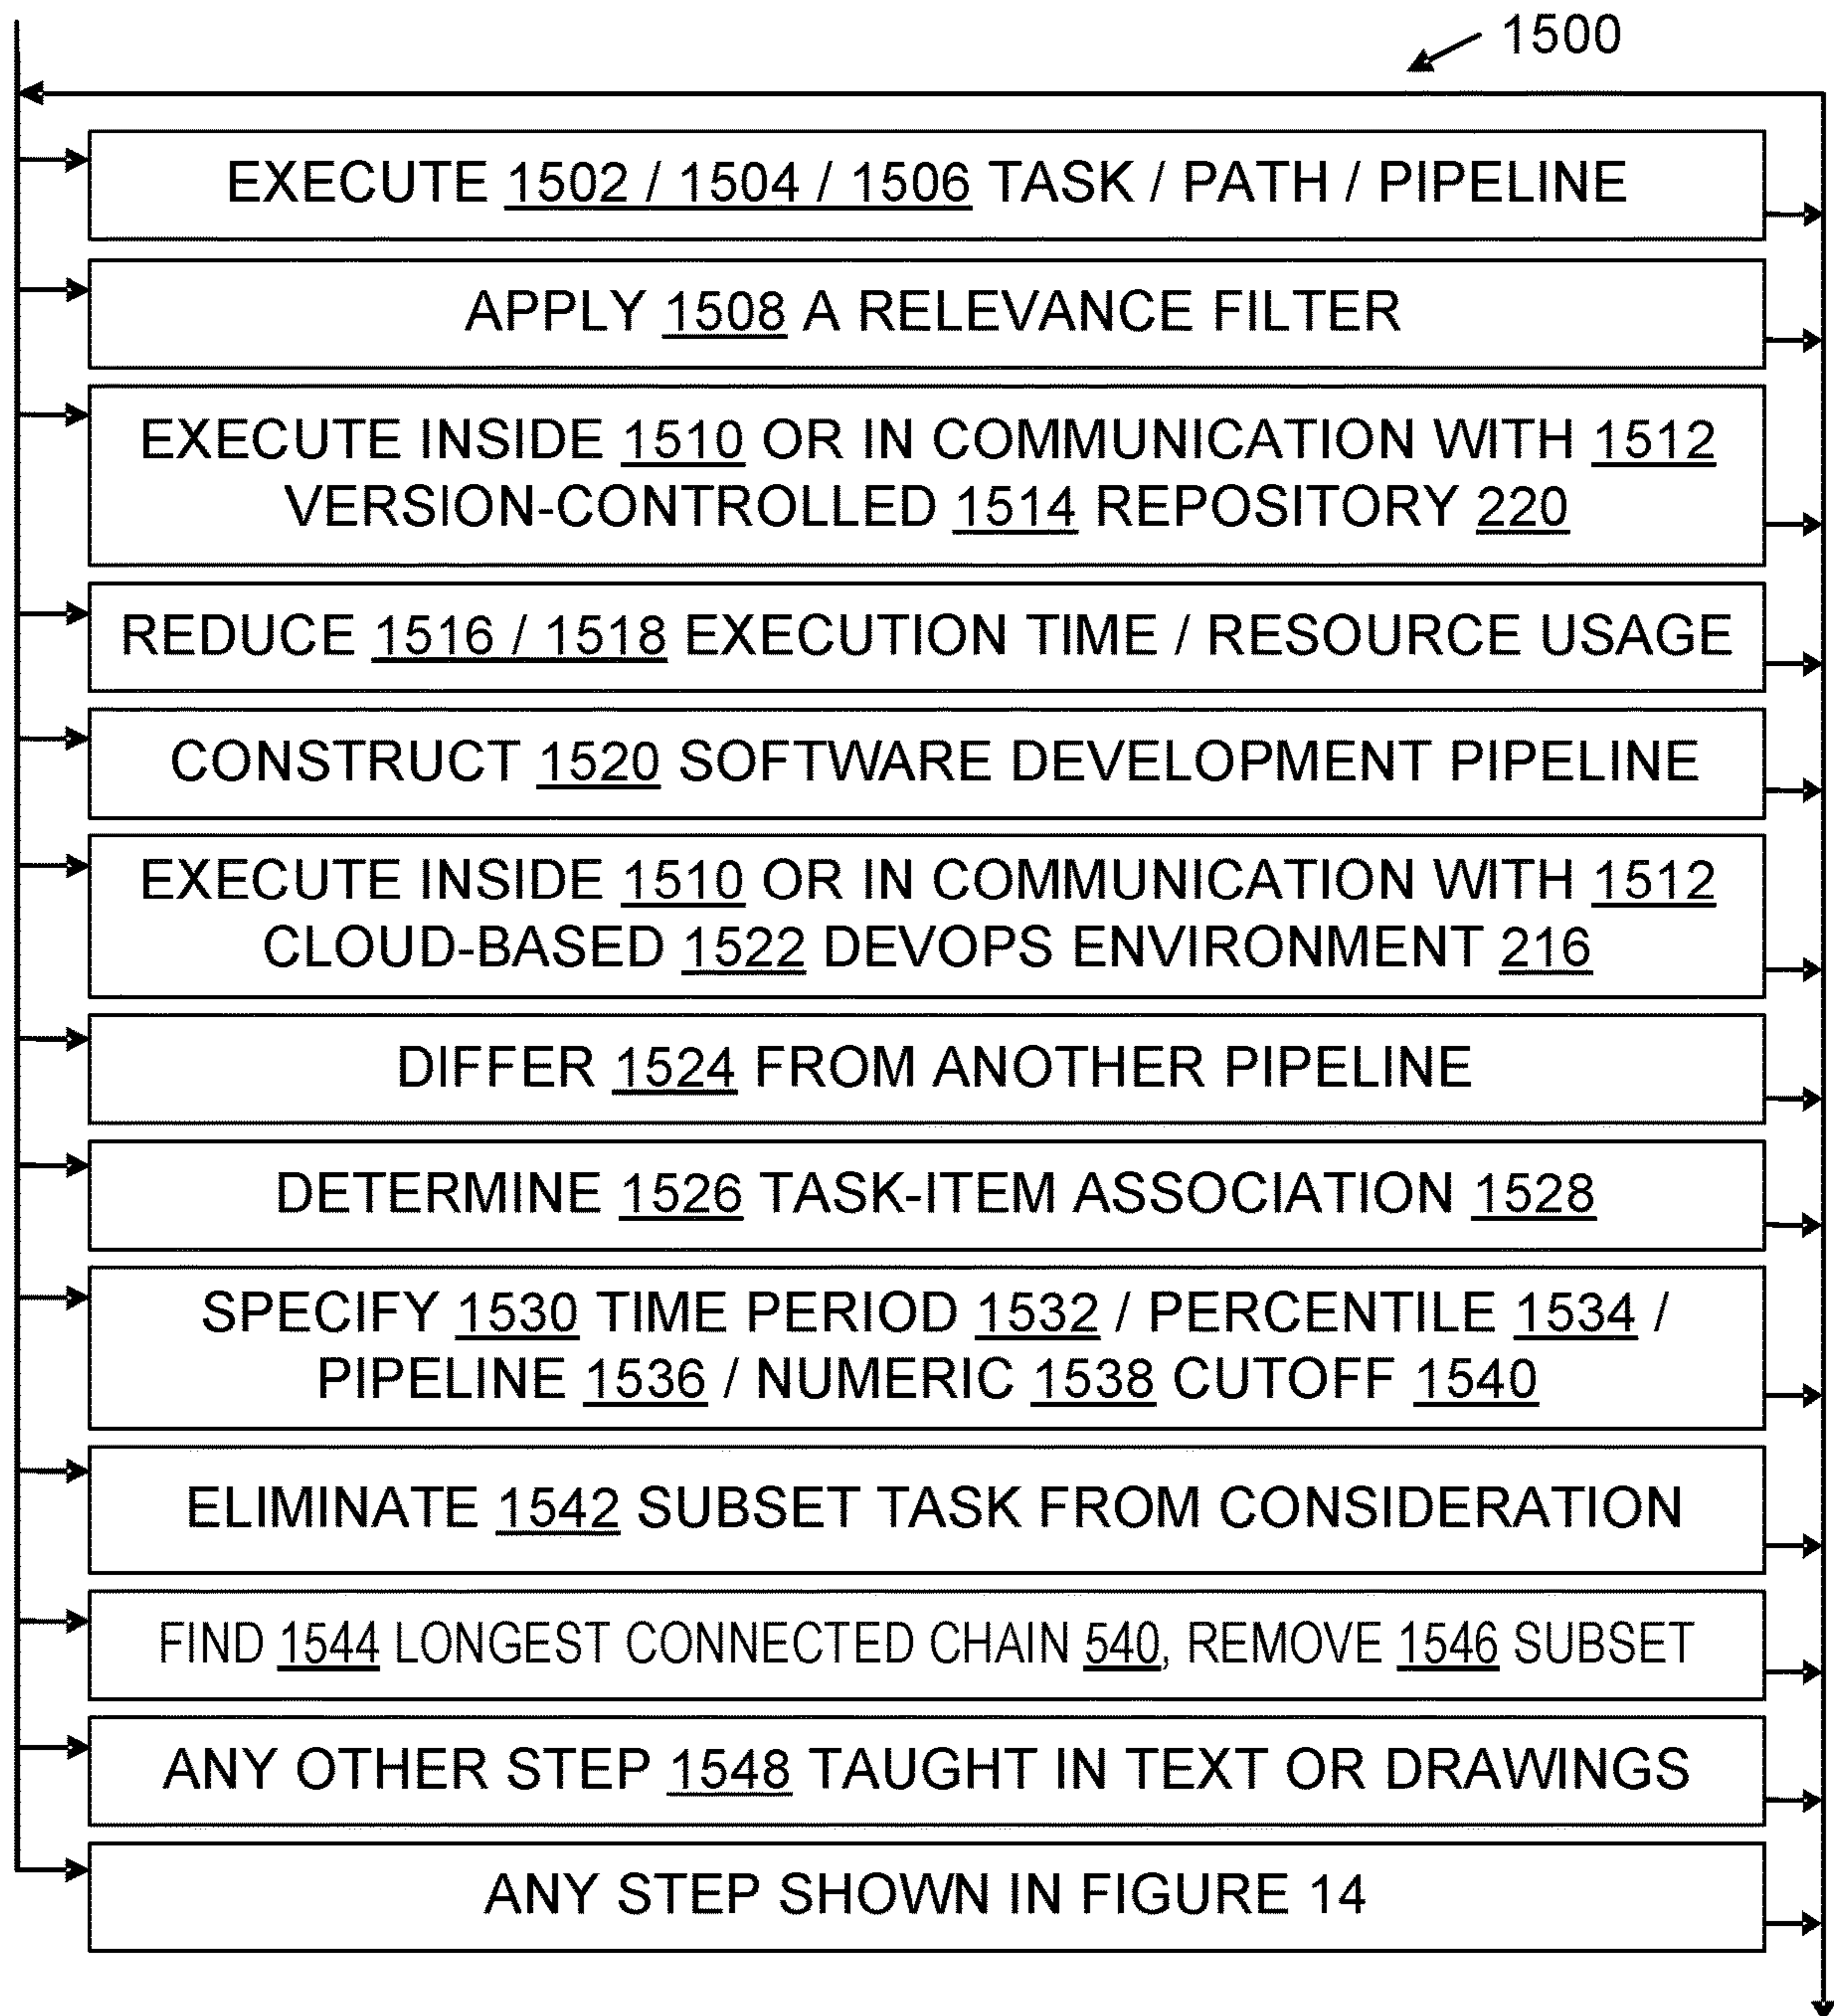 1500
EXECUTE 1502 / 1504 / 1506 TASK / PATH / PIPELINE
APPLY 1508 A RELEVANCE FILTER
EXECUTE INSIDE 1510 OR IN COMMUNICATION WITH 1512
VERSION-CONTROLLED 1514 REPOSITORY 220
REDUCE 1516 / 1518 EXECUTION TIME / RESOURCE USAGE
CONSTRUCT 1520 SOFTWARE DEVELOPMENT PIPELINE
EXECUTE INSIDE 1510 OR IN COMMUNICATION WITH 1512
CLOUD-BASED 1522 DEVOPS ENVIRONMENT 216
DIFFER 1524 FROM ANOTHER PIPELINE
DETERMINE 1526 TASK-ITEM ASSOCIATION 1528
SPECIFY 1530 TIME PERIOD 1532 / PERCENTILE 1534 /
PIPELINE 1536 / NUMERIC 1538 CUTOFF 1540
ELIMINATE 1542 SUBSET TASK FROM CONSIDERATION
FIND 1544 LONGEST CONNECTED CHAIN 540, REMOVE 1546 SUBSET
ANY OTHER STEP 1548 TAUGHT IN TEXT OR DRAWINGS
ANY STEP SHOWN IN FIGURE 14